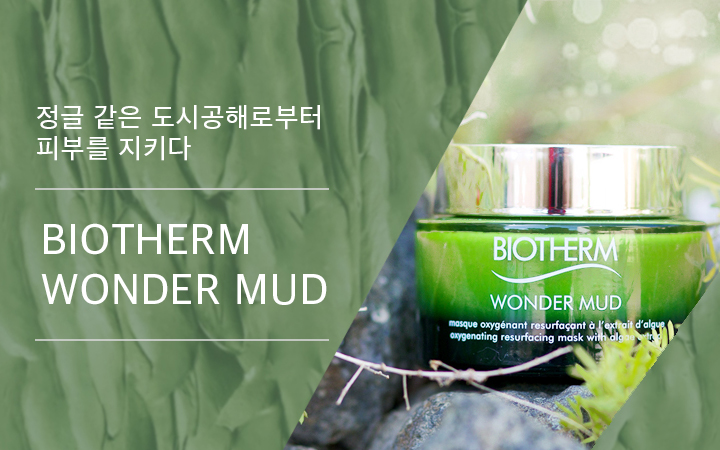 정글 같은 도시공해로부터
피부를 지키다
BIOTHERM
WONDER MUD
BIOTHERM
WONDER MUD
masque oxygénant resurfaçant à l'extrait d'algue
oxygenating resurfacing mask with algae